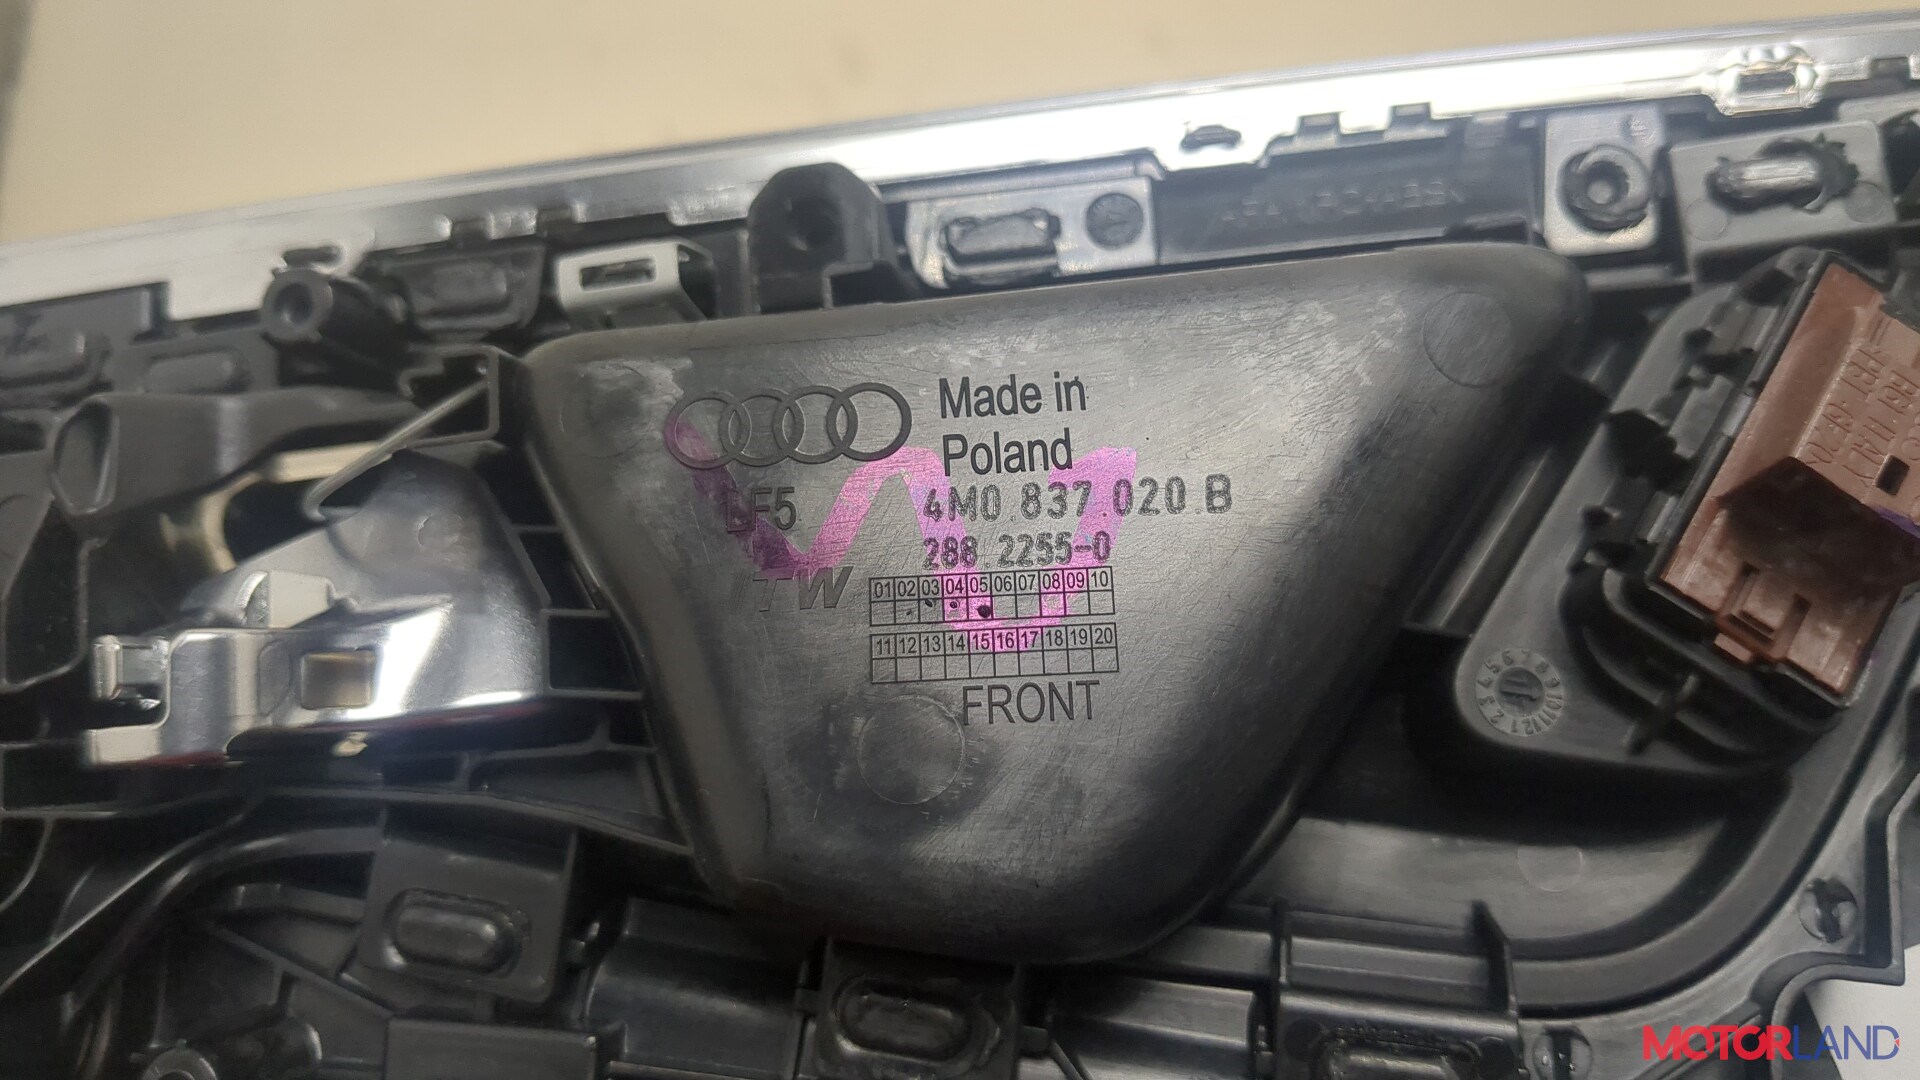 Made in
Poland
4M0.837.020.B
288.2255-0
ITW
01 02 03 04 05 06 07 08 09 10
11 12 13 14 15 16 17 18 19 20
FRONT
MOTORLAND